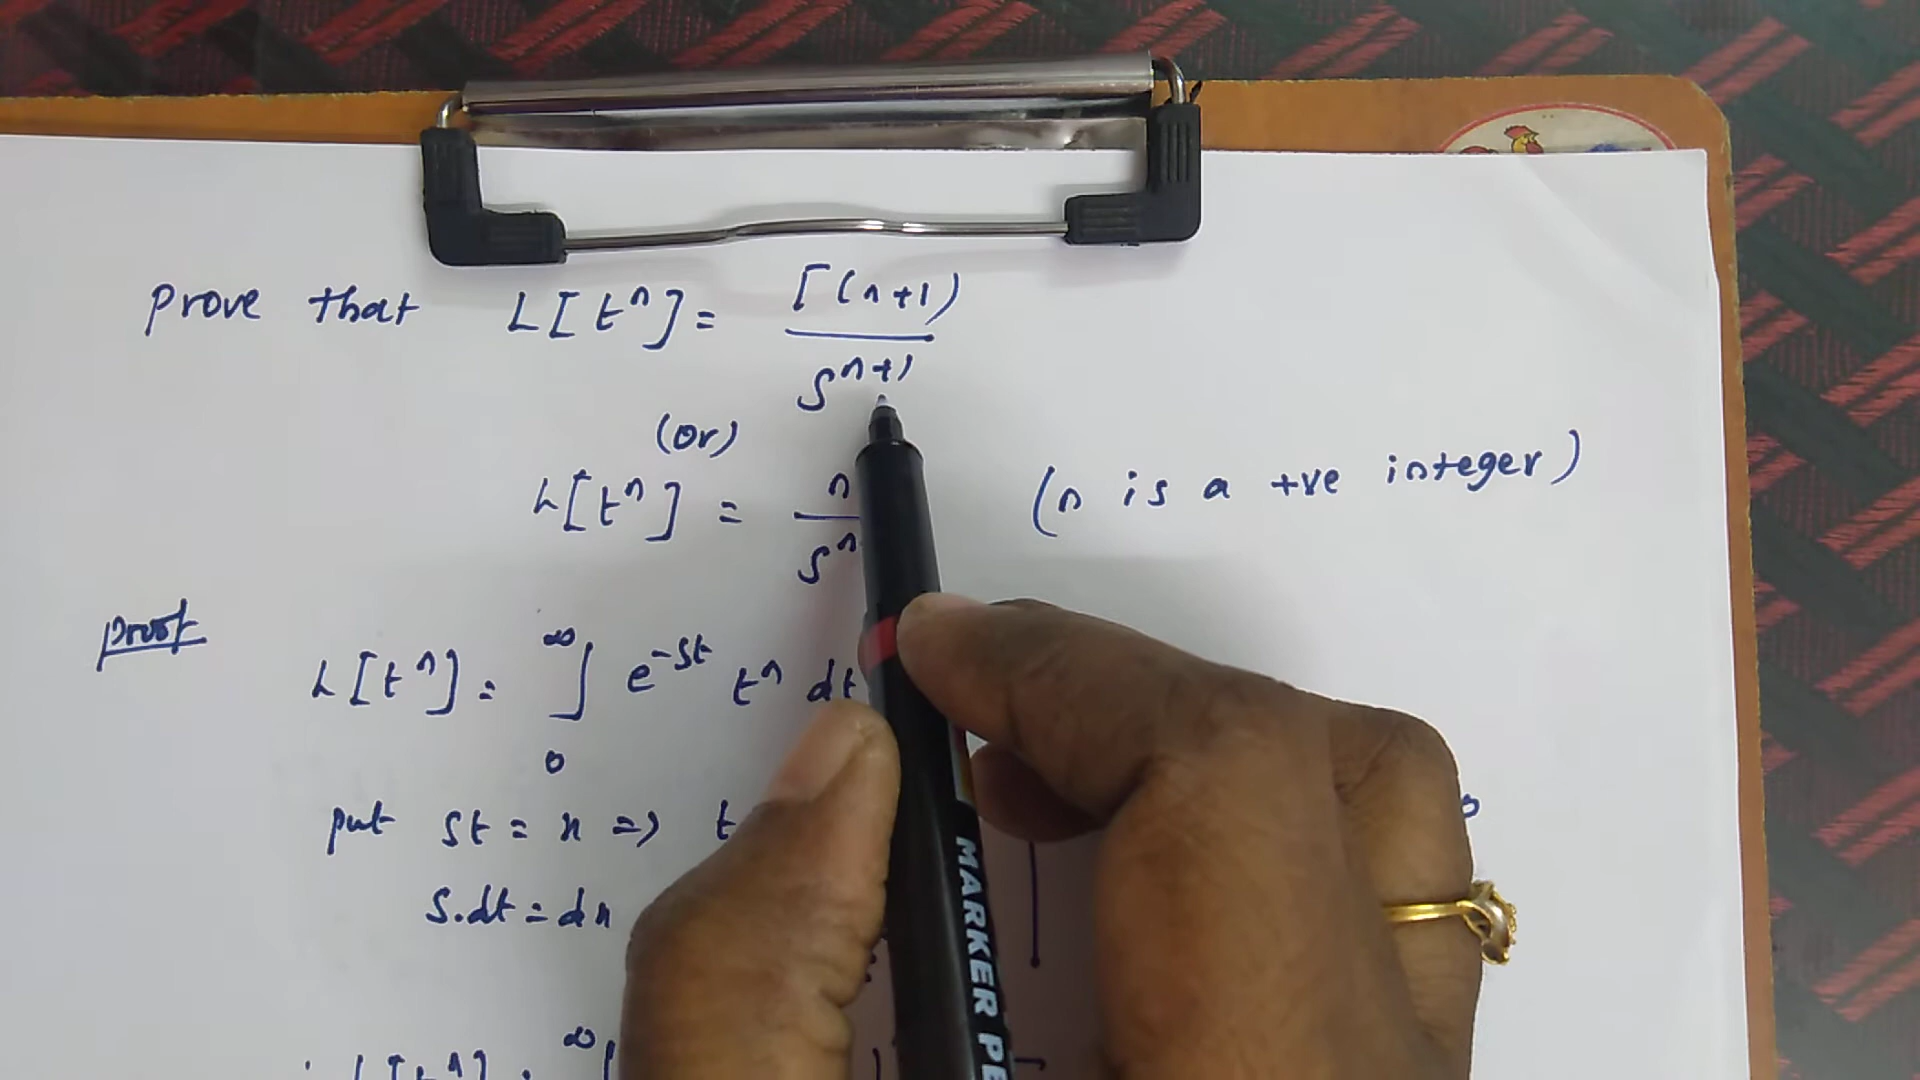 Prove that L[t^n] = Γ(n+1)
s^n+1
(or)
L[t^n] = n (n is a +ve integer)
s^n
proof
L[t^n] = ∞∫0 e^-st t^n dt
put st = x => t
s.dt = dx
L[t^n] ∞
MARKER PE